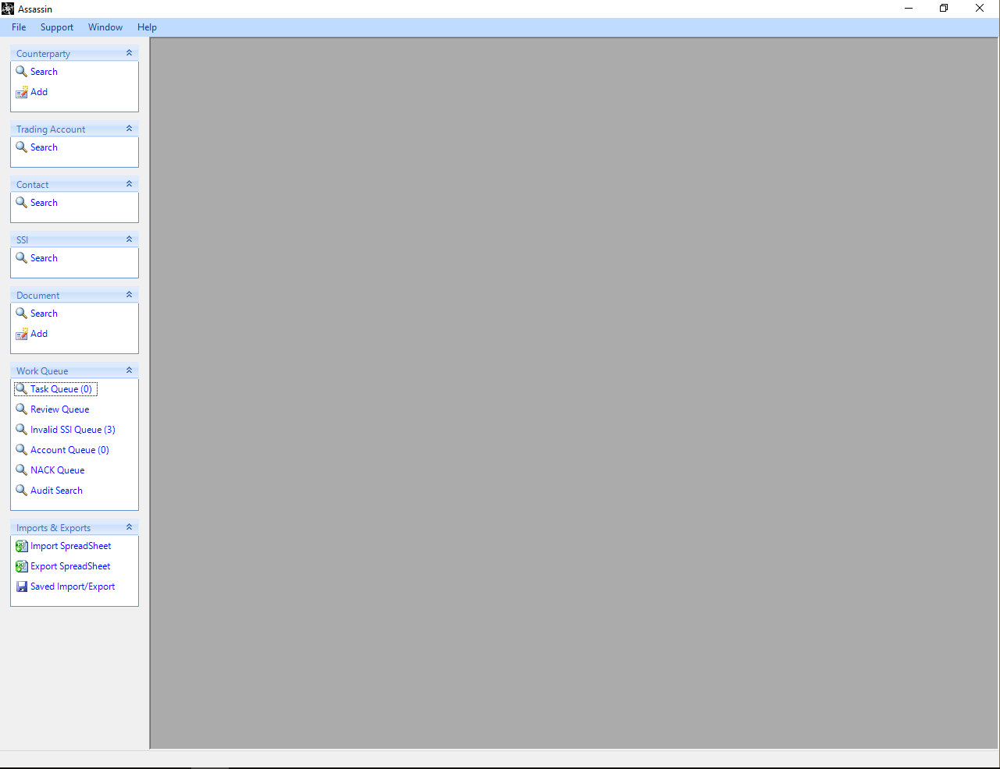 Assassin
File Support Window Help
Counterparty
Search
Add
Trading Account
Search
Contact
Search
SSI
Search
Document
Search
Add
Work Queue
Task Queue (0)
Review Queue
Invalid SSI Queue (3)
Account Queue (0)
NACK Queue
Audit Search
Imports & Exports
Import SpreadSheet
Export SpreadSheet
Saved Import/Export